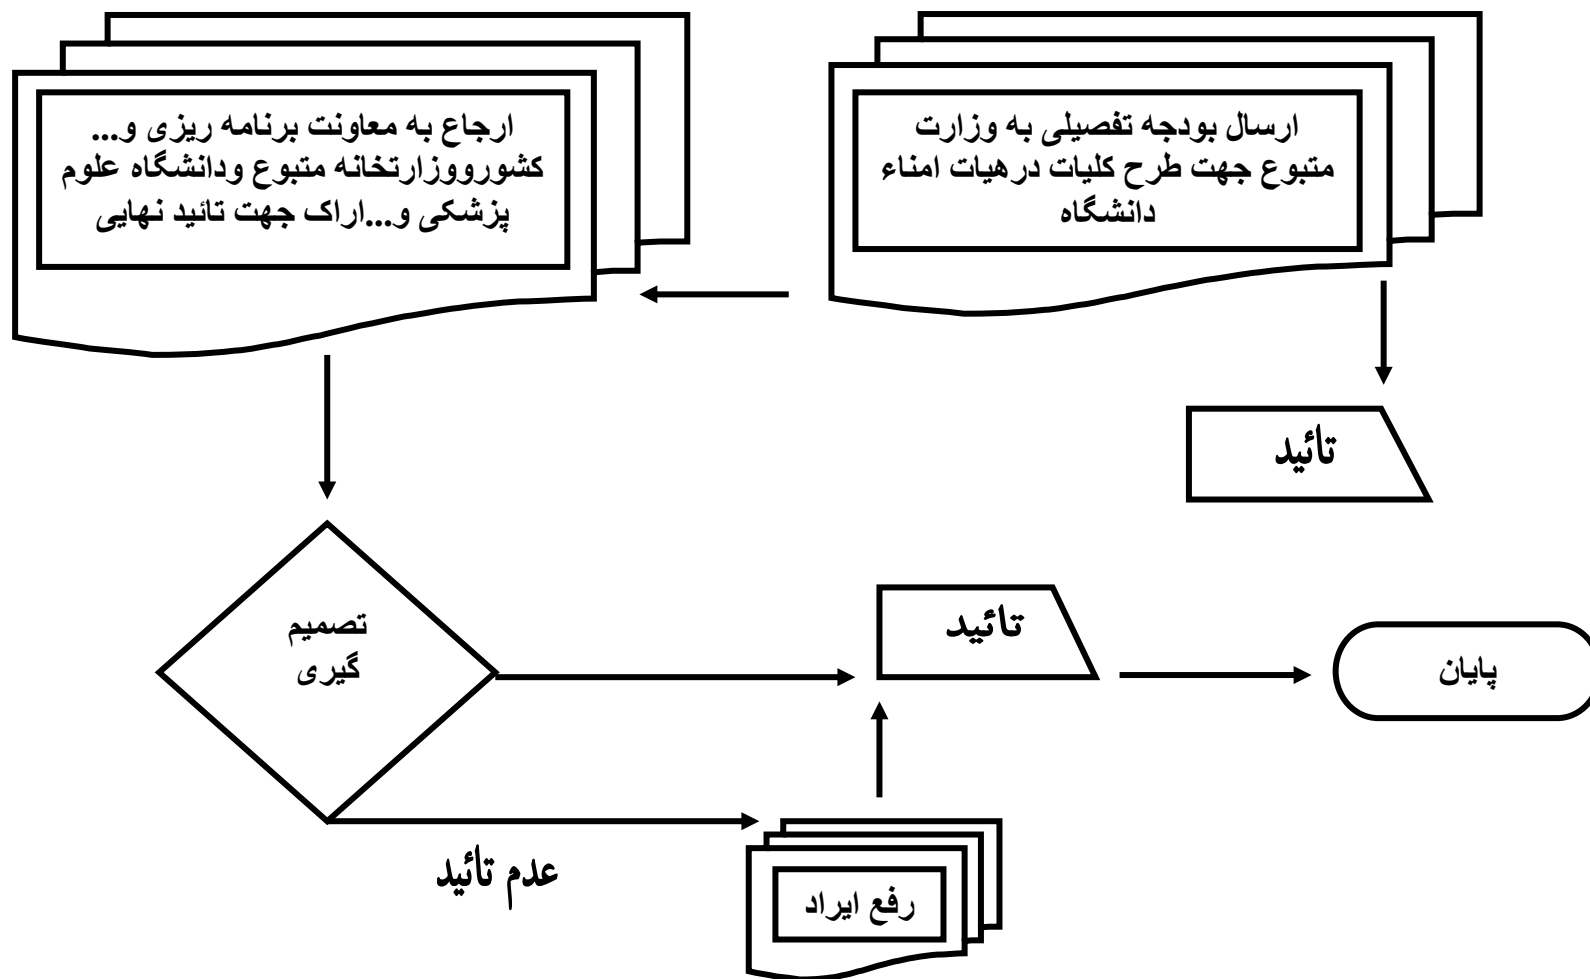 ارسال بودجه تفصیلی به وزارت
متبوع جهت طرح کلیات درهیات امناء
دانشگاه
ارجاع به معاونت برنامه ریزی و...
کشورووزارتخانه متبوع ودانشگاه علوم
پزشکی و...اراک جهت تائید نهایی
تائید
تصمیم
گیری
تائید
پایان
عدم تائید
رفع ایراد